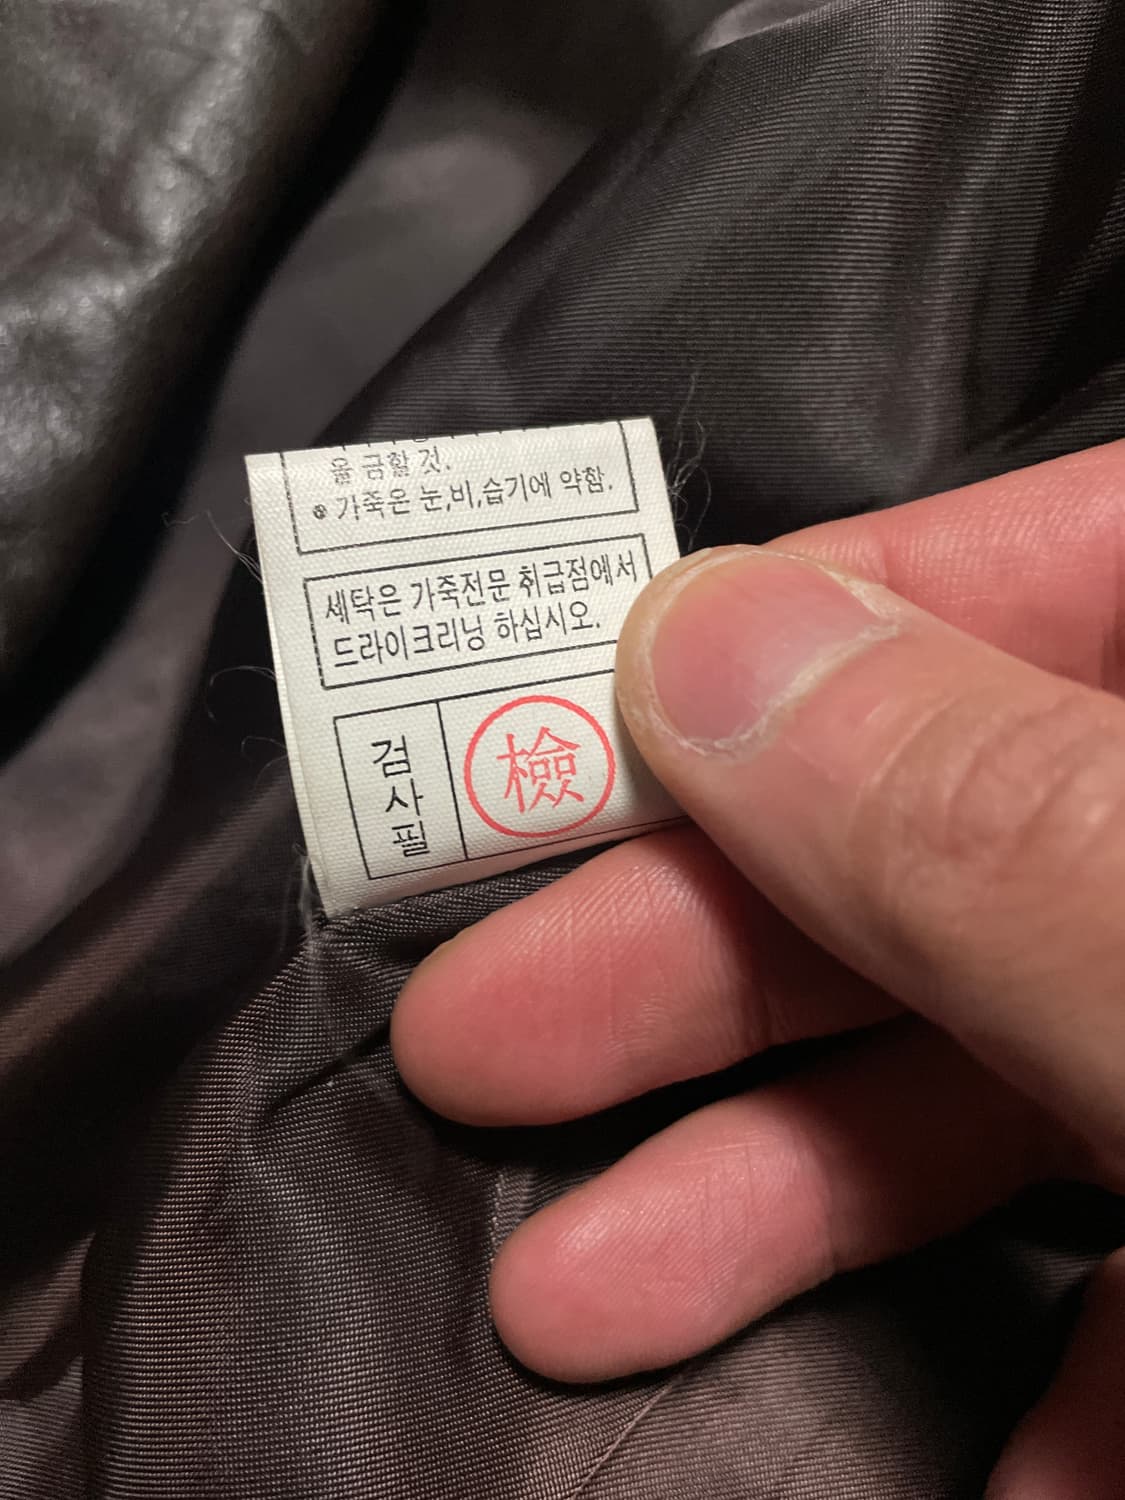 을 금할 것.
● 가죽은 눈,비,습기에 약함.
세탁은 가죽전문 취급점에서
드라이크리닝 하십시오.
검사필
檢